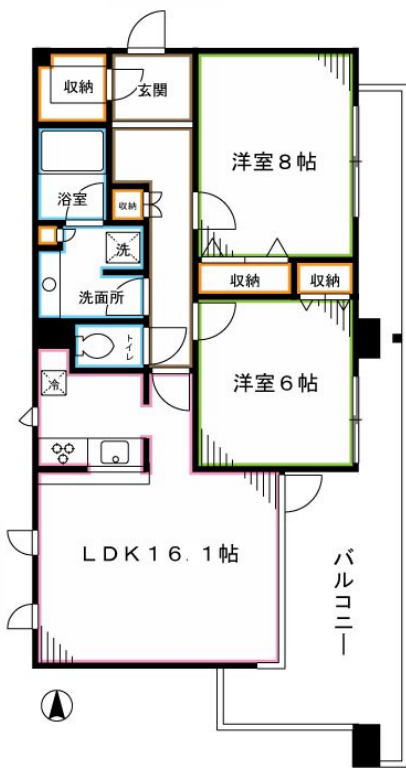 収納
玄関
洋室8帖
浴室
収納
洗
洗面所
収納
収納
トイレ
冷
洋室6帖
LDK16.1帖
バルコニー